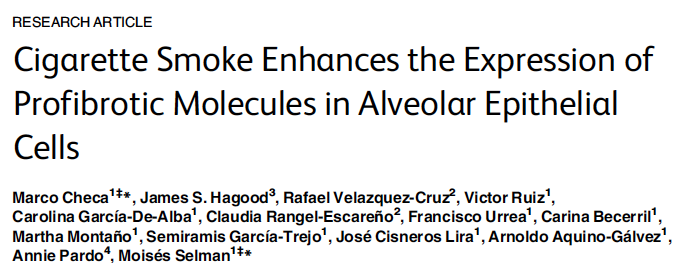 RESEARCH ARTICLE
Cigarette Smoke Enhances the Expression of
Profibrotic Molecules in Alveolar Epithelial
Cells
Marco Checa1‡*, James S. Hagood3, Rafael Velazquez-Cruz2, Victor Ruiz1,
Carolina García-De-Alba1, Claudia Rangel-Escareño2, Francisco Urrea1, Carina Becerril1,
Martha Montaño1, Semiramis García-Trejo1, José Cisneros Lira1, Arnoldo Aquino-Gálvez1,
Annie Pardo4, Moisés Selman1‡*